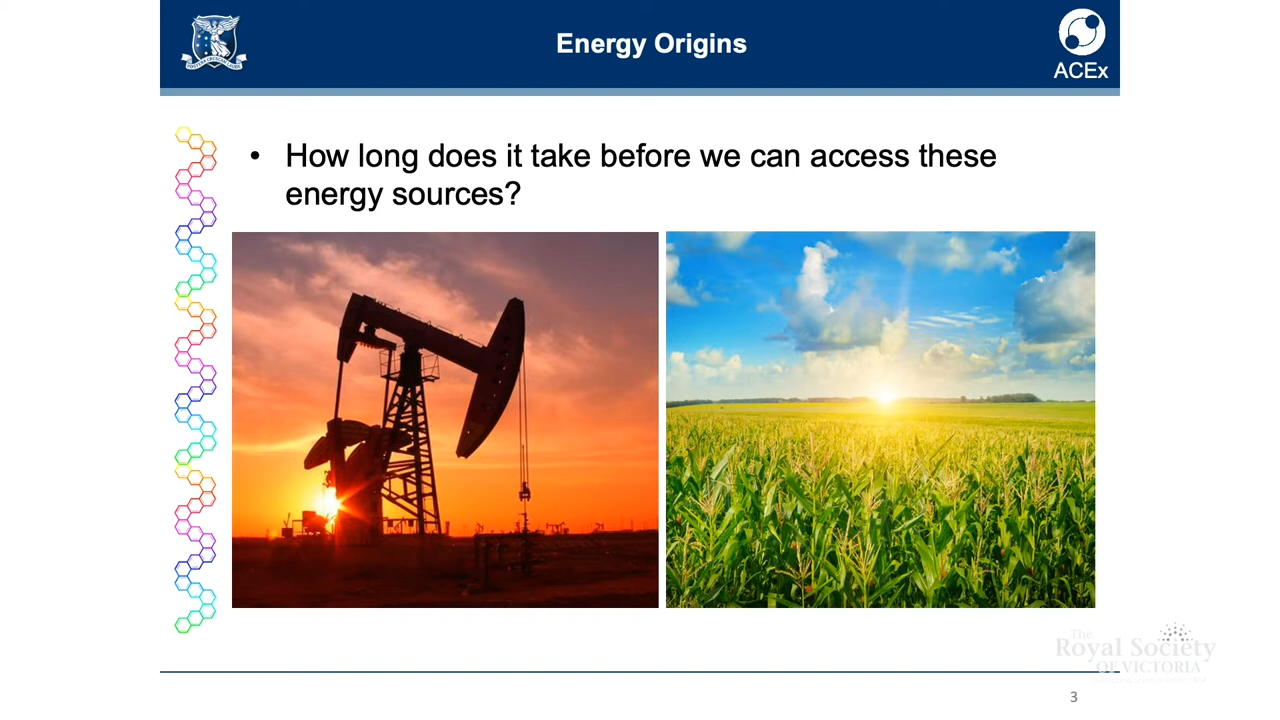 Energy Origins
ACEx
• How long does it take before we can access these
energy sources?
The
Royal Society
OF VICTORIA
3